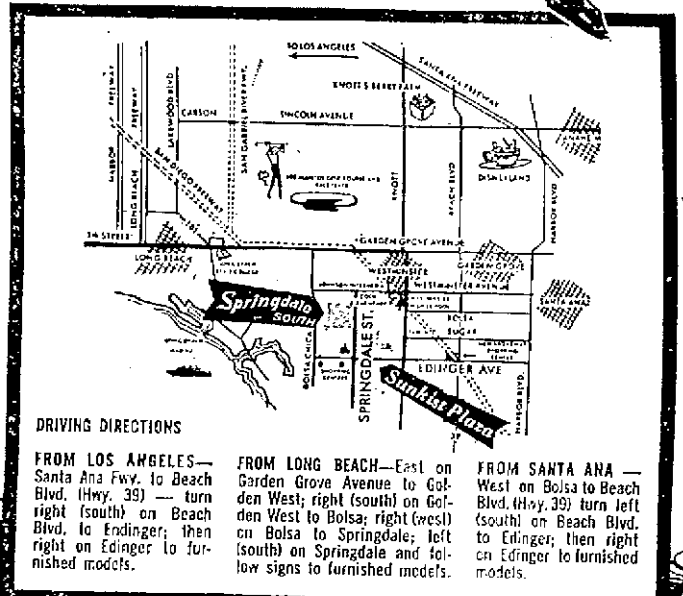 TO LOS ANGELES
SANTA ANA FREEWAY
KNOTT'S BERRY FARM
HARBOR FREEWAY
LONG BEACH FREEWAY
LAKEWOOD BLVD
SAN GABRIEL RIVER FWY.
CARSON
LINCOLN AVENUE
ANAHEIM
DISNEYLAND
SAN DIEGO FREEWAY
KNOTT
BEACH BLVD
HARBOR BLVD
7th STREET
GARDEN GROVE AVENUE
LONG BEACH
WESTMINSTER
GARDEN GROVE
WESTMINSTER AVENUE
SANTA ANA
Springdale
SOUTH
BOLSA
SUGAR
BOLSA CHICA
SPRINGDALE ST.
EDINGER AVE
Sunkist Plaza
HARBOR BLVD.
DRIVING DIRECTIONS
FROM LOS ANGELES—
Santa Ana Fwy. to Beach
Blvd. (Hwy. 39) — turn
right (south) on Beach
Blvd. to Endinger; then
right on Edinger to fur-
nished models.
FROM LONG BEACH—East on
Garden Grove Avenue to Gol-
den West; right (south) on Gol-
den West to Bolsa; right (west)
on Bolsa to Springdale; left
(south) on Springdale and fol-
low signs to furnished models.
FROM SANTA ANA —
West on Bolsa to Beach
Blvd. (Hwy. 39) turn left
(south) on Beach Blvd.
to Edinger; then right
on Edinger to furnished
models.